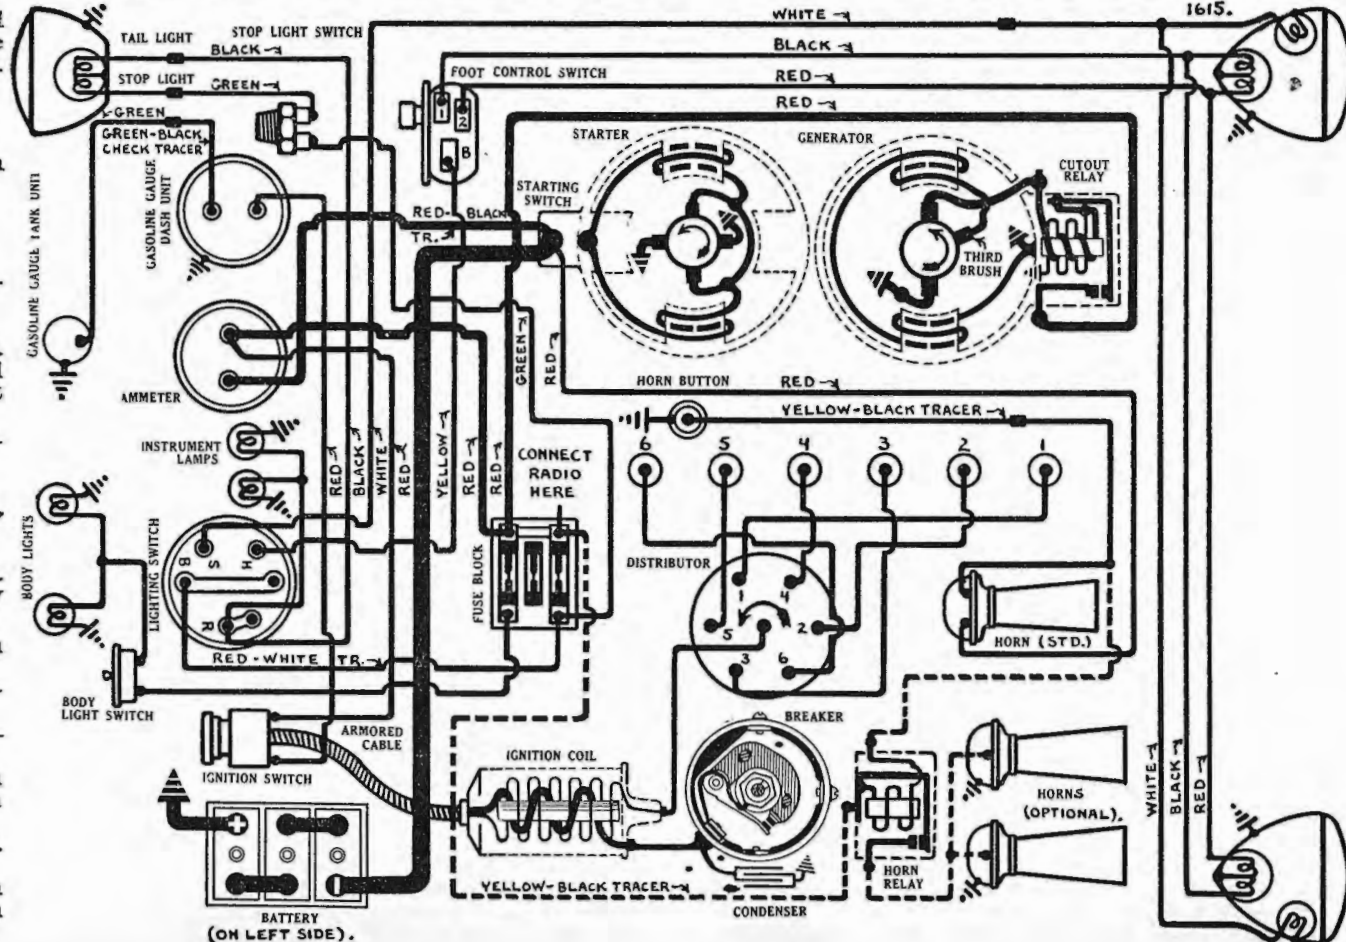 WHITE
1615.
TAIL LIGHT
STOP LIGHT SWITCH
BLACK
BLACK
STOP LIGHT
GREEN
FOOT CONTROL SWITCH
RED
GREEN
1
2
B
RED
GREEN-BLACK
CHECK TRACER
STARTER
GENERATOR
CUTOUT
RELAY
GASOLINE GAUGE TANK UNIT
GASOLINE GAUGE
DASH UNIT
STARTING
SWITCH
RED-BLACK
TR.
THIRD
BRUSH
AMMETER
GREEN
RED
HORN BUTTON
RED
YELLOW-BLACK TRACER
INSTRUMENT
LAMPS
RED
BLACK
WHITE
RED
YELLOW
RED
RED
CONNECT
RADIO
HERE
6
5
4
3
2
1
BODY LIGHTS
LIGHTING SWITCH
B
S
H
R
FUSE BLOCK
DISTRIBUTOR
1
4
5
2
3
6
HORN (STD.)
RED-WHITE TR.
BODY
LIGHT SWITCH
ARMORED
CABLE
IGNITION SWITCH
IGNITION COIL
BREAKER
HORNS
(OPTIONAL).
WHITE
BLACK
RED
HORN
RELAY
YELLOW-BLACK TRACER
CONDENSER
+
BATTERY
(ON LEFT SIDE).